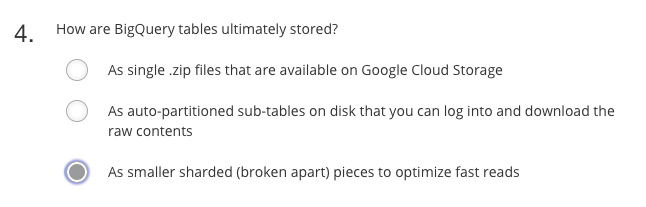 4. How are BigQuery tables ultimately stored?
As single .zip files that are available on Google Cloud Storage
As auto-partitioned sub-tables on disk that you can log into and download the
raw contents
As smaller sharded (broken apart) pieces to optimize fast reads